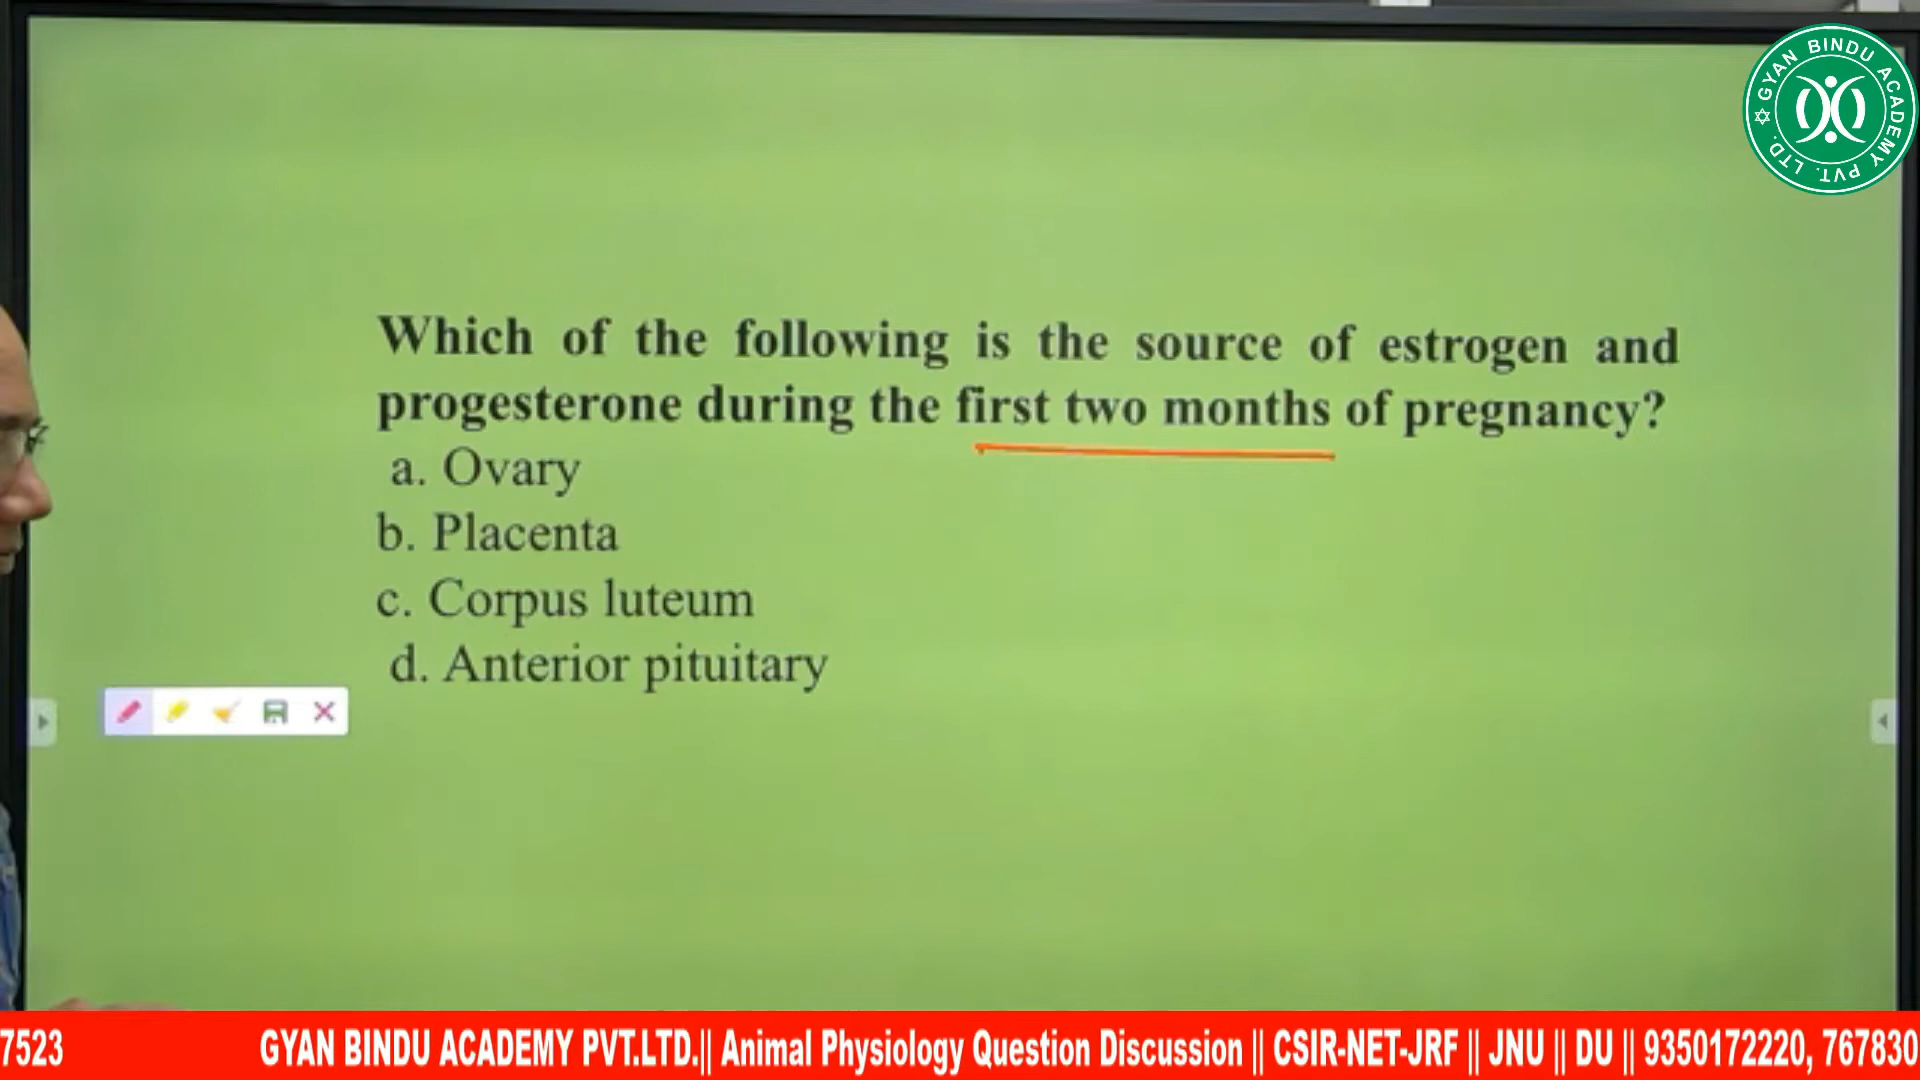 GYAN BINDU ACADEMY PVT. LTD.
Which of the following is the source of estrogen and
progesterone during the first two months of pregnancy?
a. Ovary
b. Placenta
c. Corpus luteum
d. Anterior pituitary
7523 GYAN BINDU ACADEMY PVT.LTD.|| Animal Physiology Question Discussion || CSIR-NET-JRF || JNU || DU || 9350172220, 767830